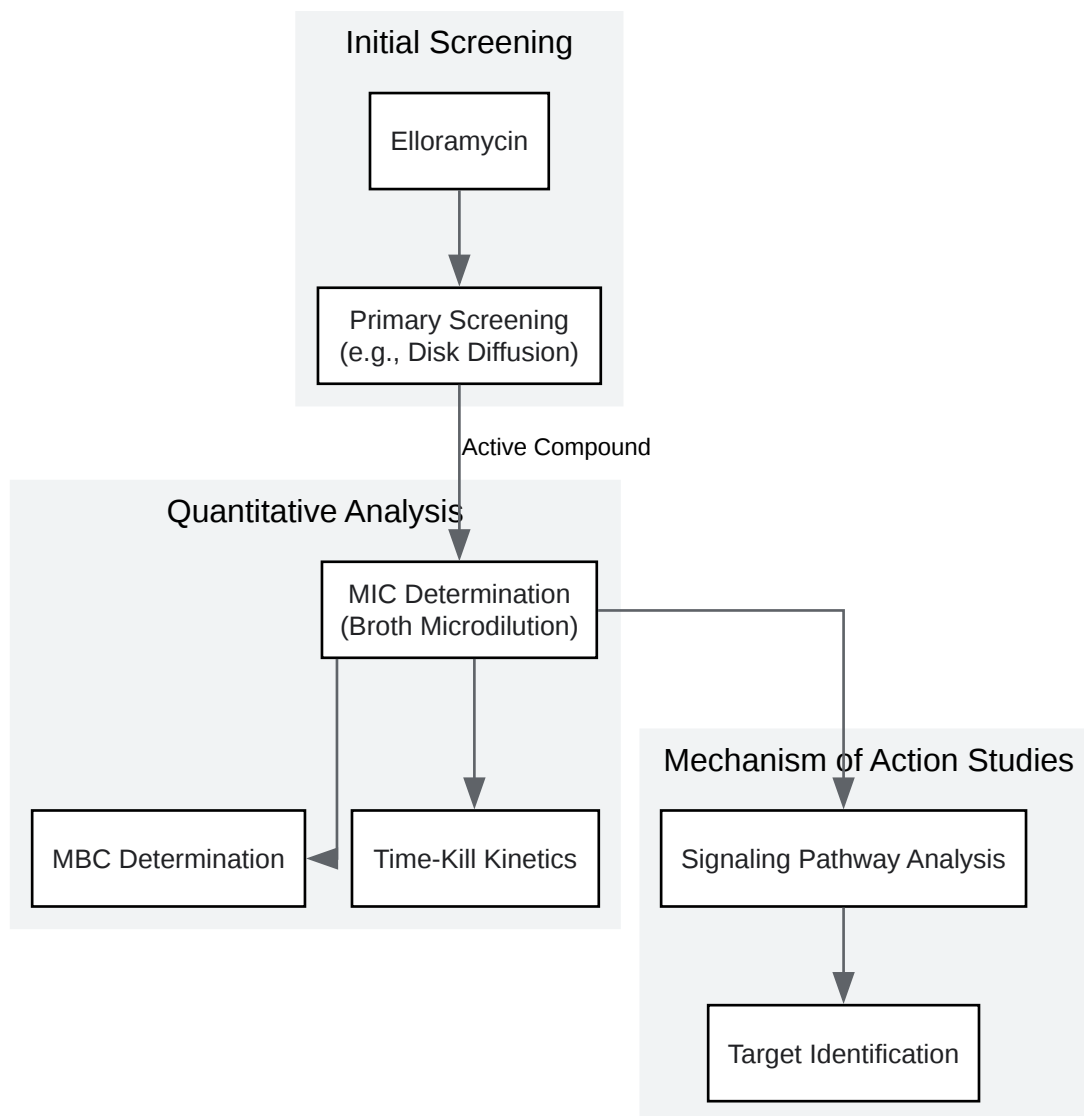 Initial Screening
Elloramycin
Primary Screening
(e.g., Disk Diffusion)
Active Compound
Quantitative Analysis
MIC Determination
(Broth Microdilution)
Mechanism of Action Studies
MBC Determination
Time-Kill Kinetics
Signaling Pathway Analysis
Target Identification